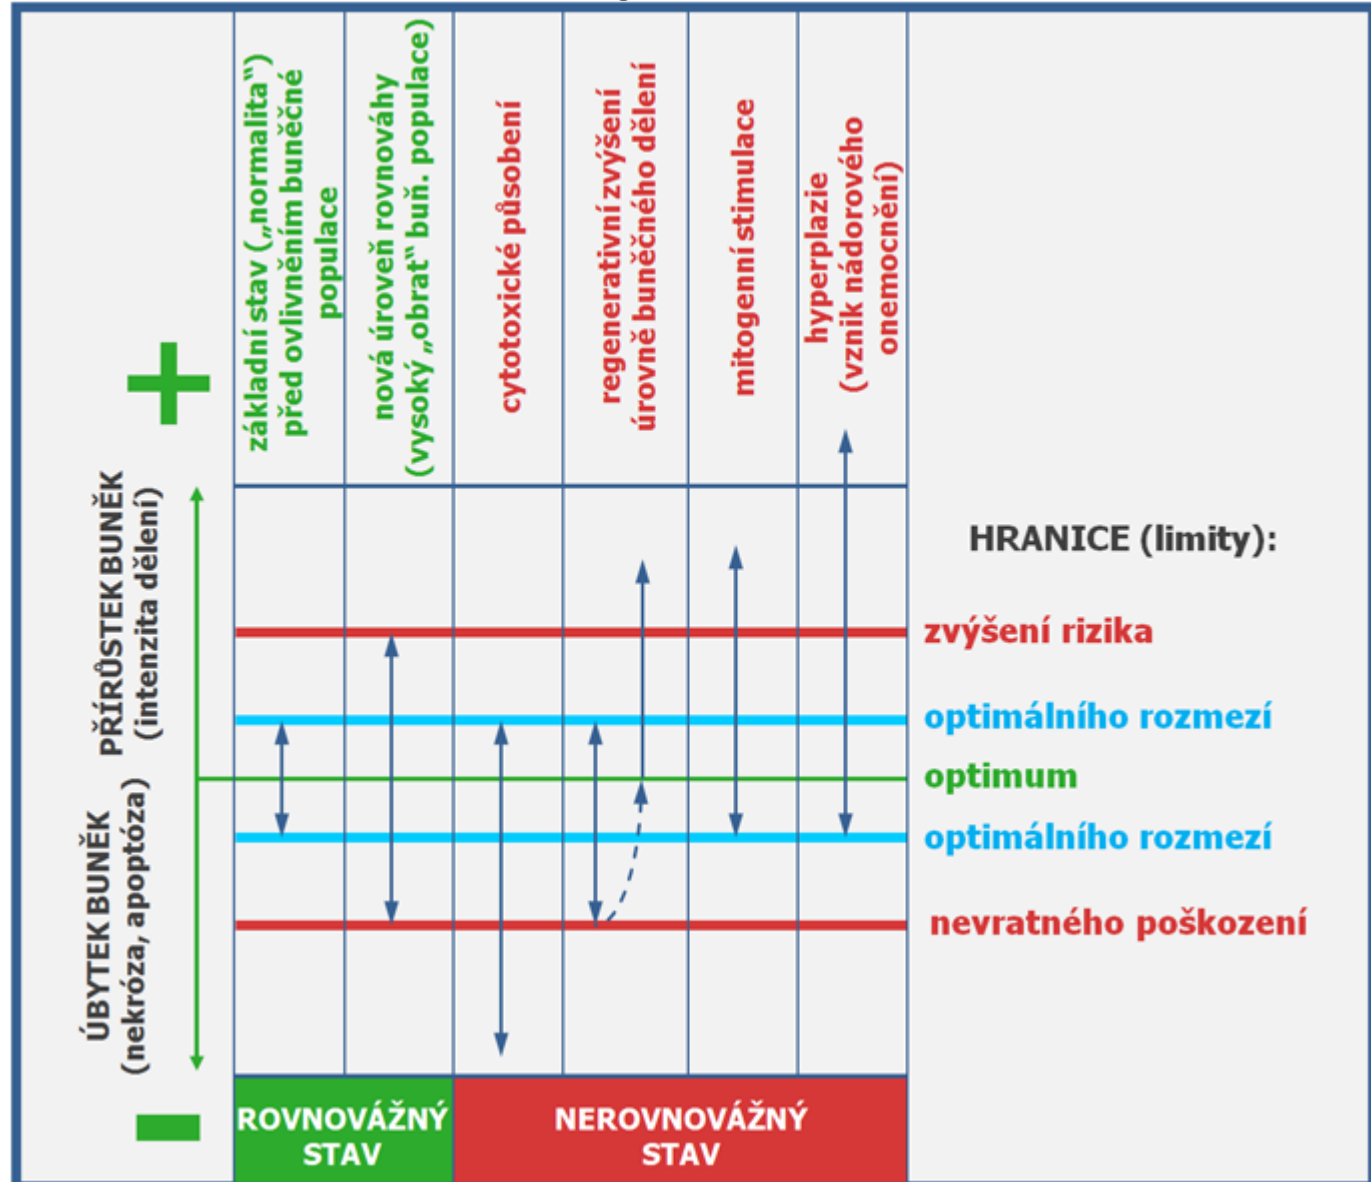 základní stav („normalita“)
před ovlivněním buněčné
populace
nová úroveň rovnováhy
(vysoký „obrat“ buň. populace)
cytotoxické působení
regenerativní zvýšení
úrovně buněčného dělení
mitogenní stimulace
hyperplazie
(vznik nádorového
onemocnění)
+
PŘÍRŮSTEK BUNĚK
(intenzita dělení)
ÚBYTEK BUNĚK
(nekróza, apoptóza)
HRANICE (limity):
zvýšení rizika
optimálního rozmezí
optimum
optimálního rozmezí
nevratného poškození
ROVNOVÁŽNÝ
STAV
NEROVNOVÁŽNÝ
STAV